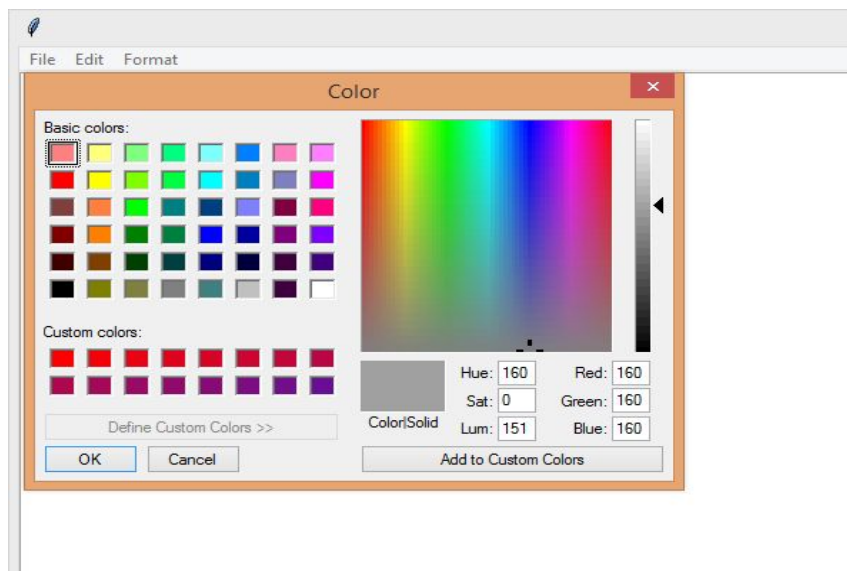 File Edit Format
Color
Basic colors:
Custom colors:
Define Custom Colors >>
OK Cancel
Color|Solid
Hue: 160 Red: 160
Sat: 0 Green: 160
Lum: 151 Blue: 160
Add to Custom Colors